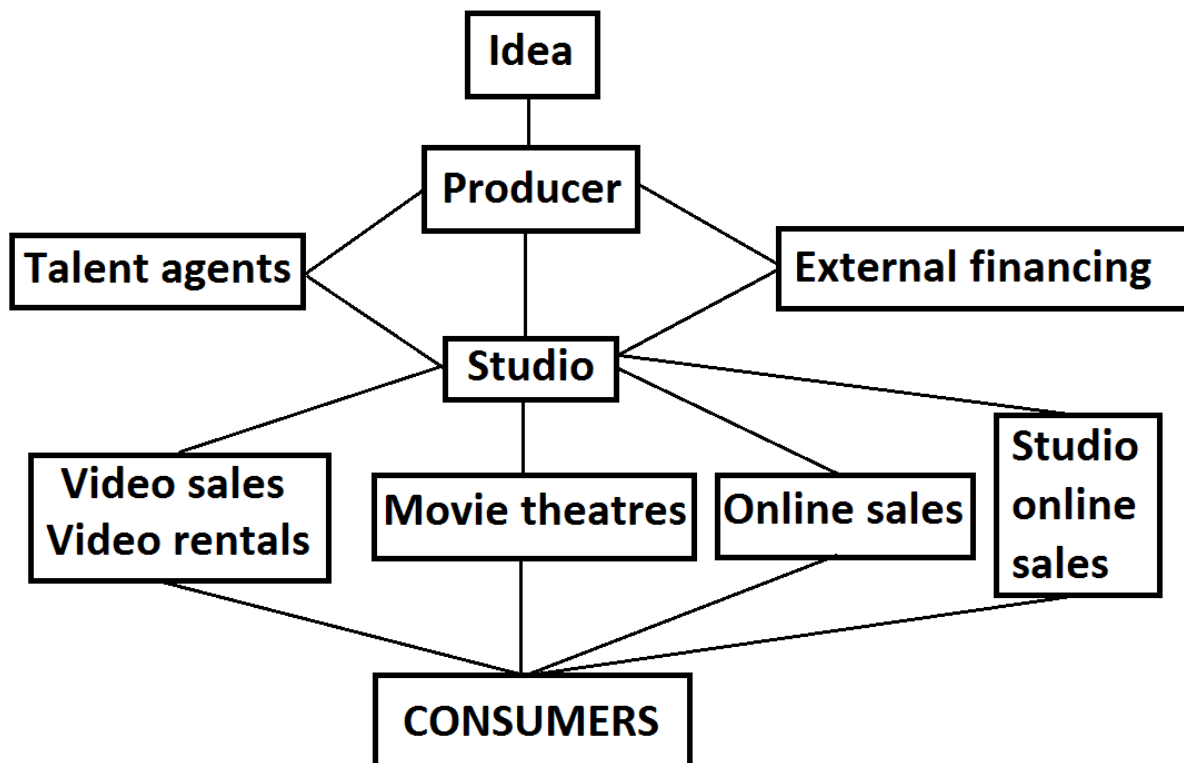 Idea
Producer
Talent agents
External financing
Studio
Video sales
Video rentals
Movie theatres
Online sales
Studio
online
sales
CONSUMERS